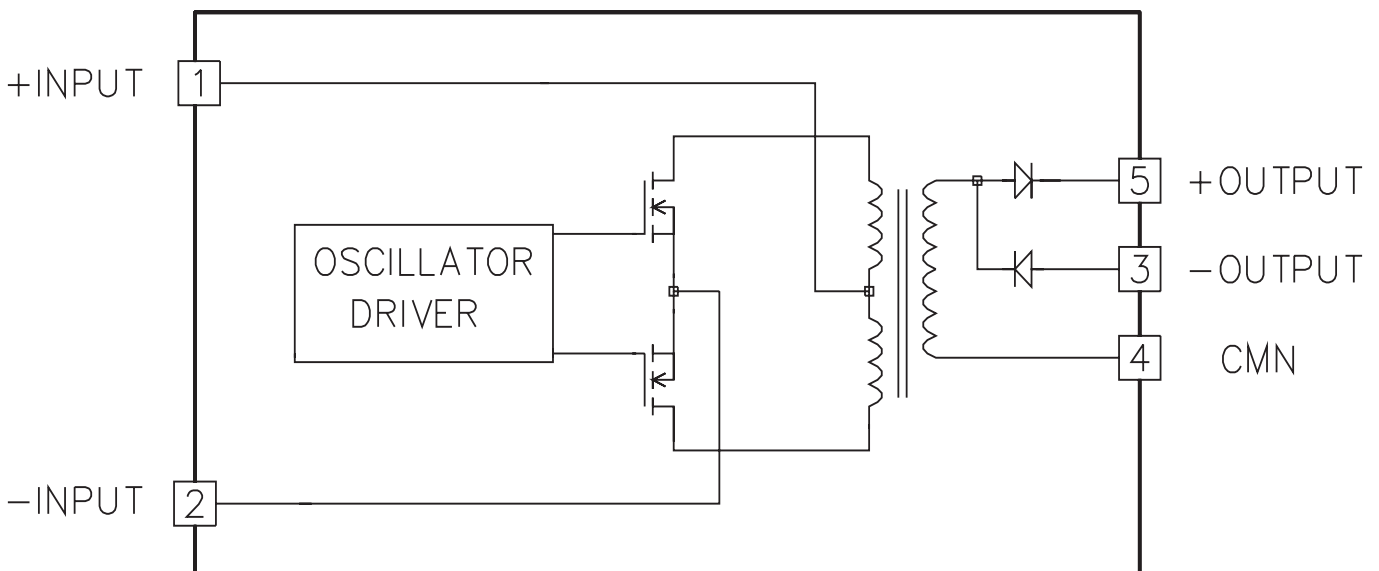 +INPUT 1
5 +OUTPUT
OSCILLATOR
DRIVER
3 -OUTPUT
4 CMN
-INPUT 2